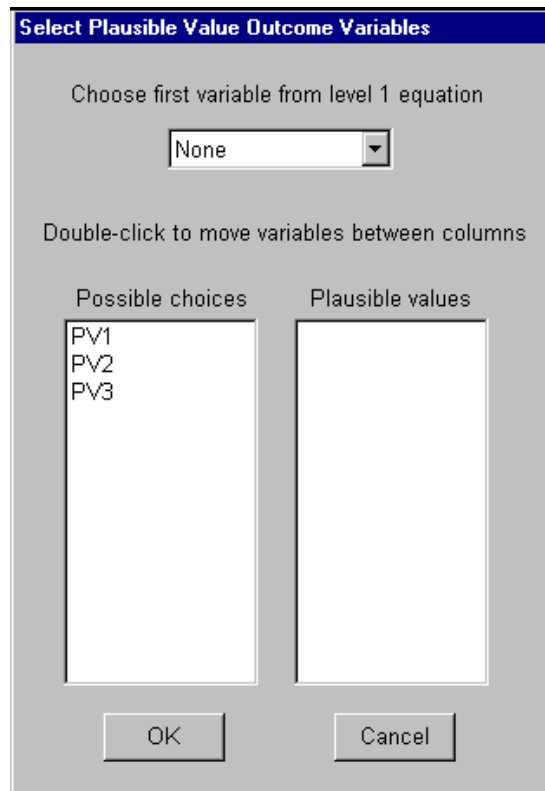 Select Plausible Value Outcome Variables
Choose first variable from level 1 equation
None
Double-click to move variables between columns
Possible choices
Plausible values
PV1
PV2
PV3
OK
Cancel